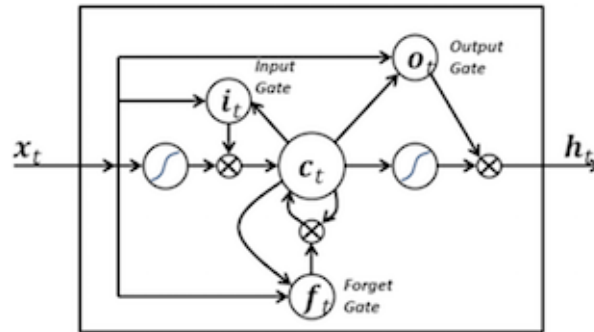 Output
Gate
o_t
Input
Gate
i_t
x_t
c_t
h_t
f_t
Forget
Gate